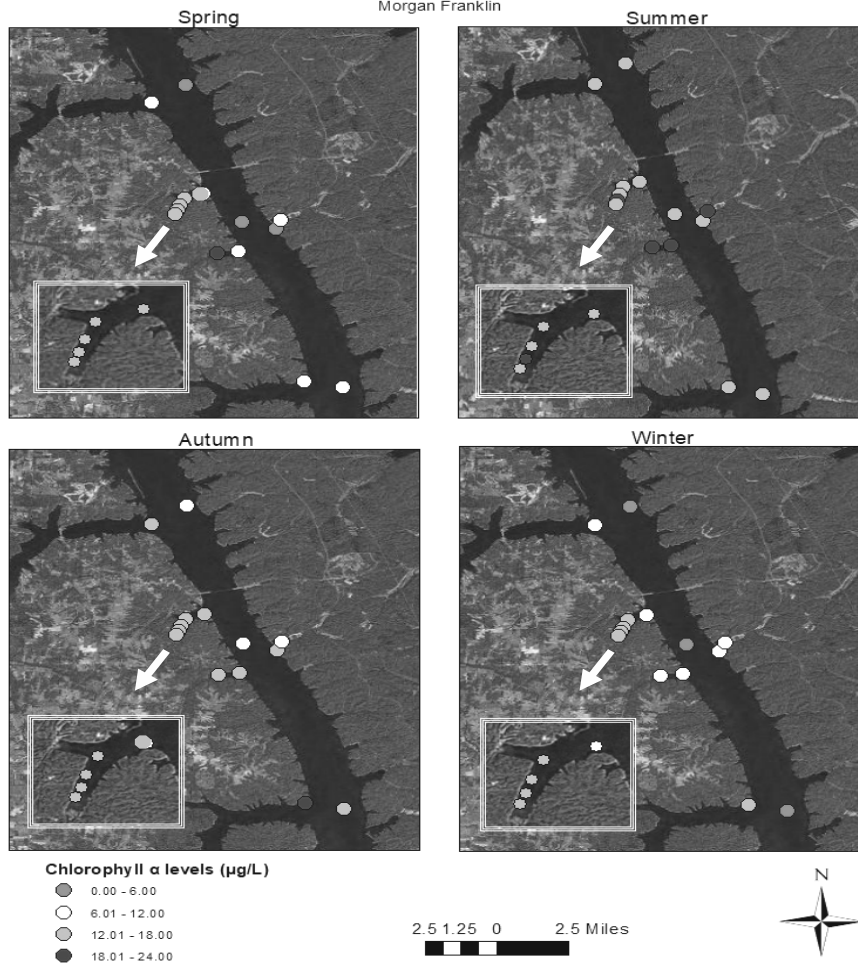 Morgan Franklin
Spring
Summer
Autumn
Winter
Chlorophyll α levels (µg/L)
0.00 - 6.00
6.01 - 12.00
12.01 - 18.00
18.01 - 24.00
2.5 1.25 0 2.5 Miles
N